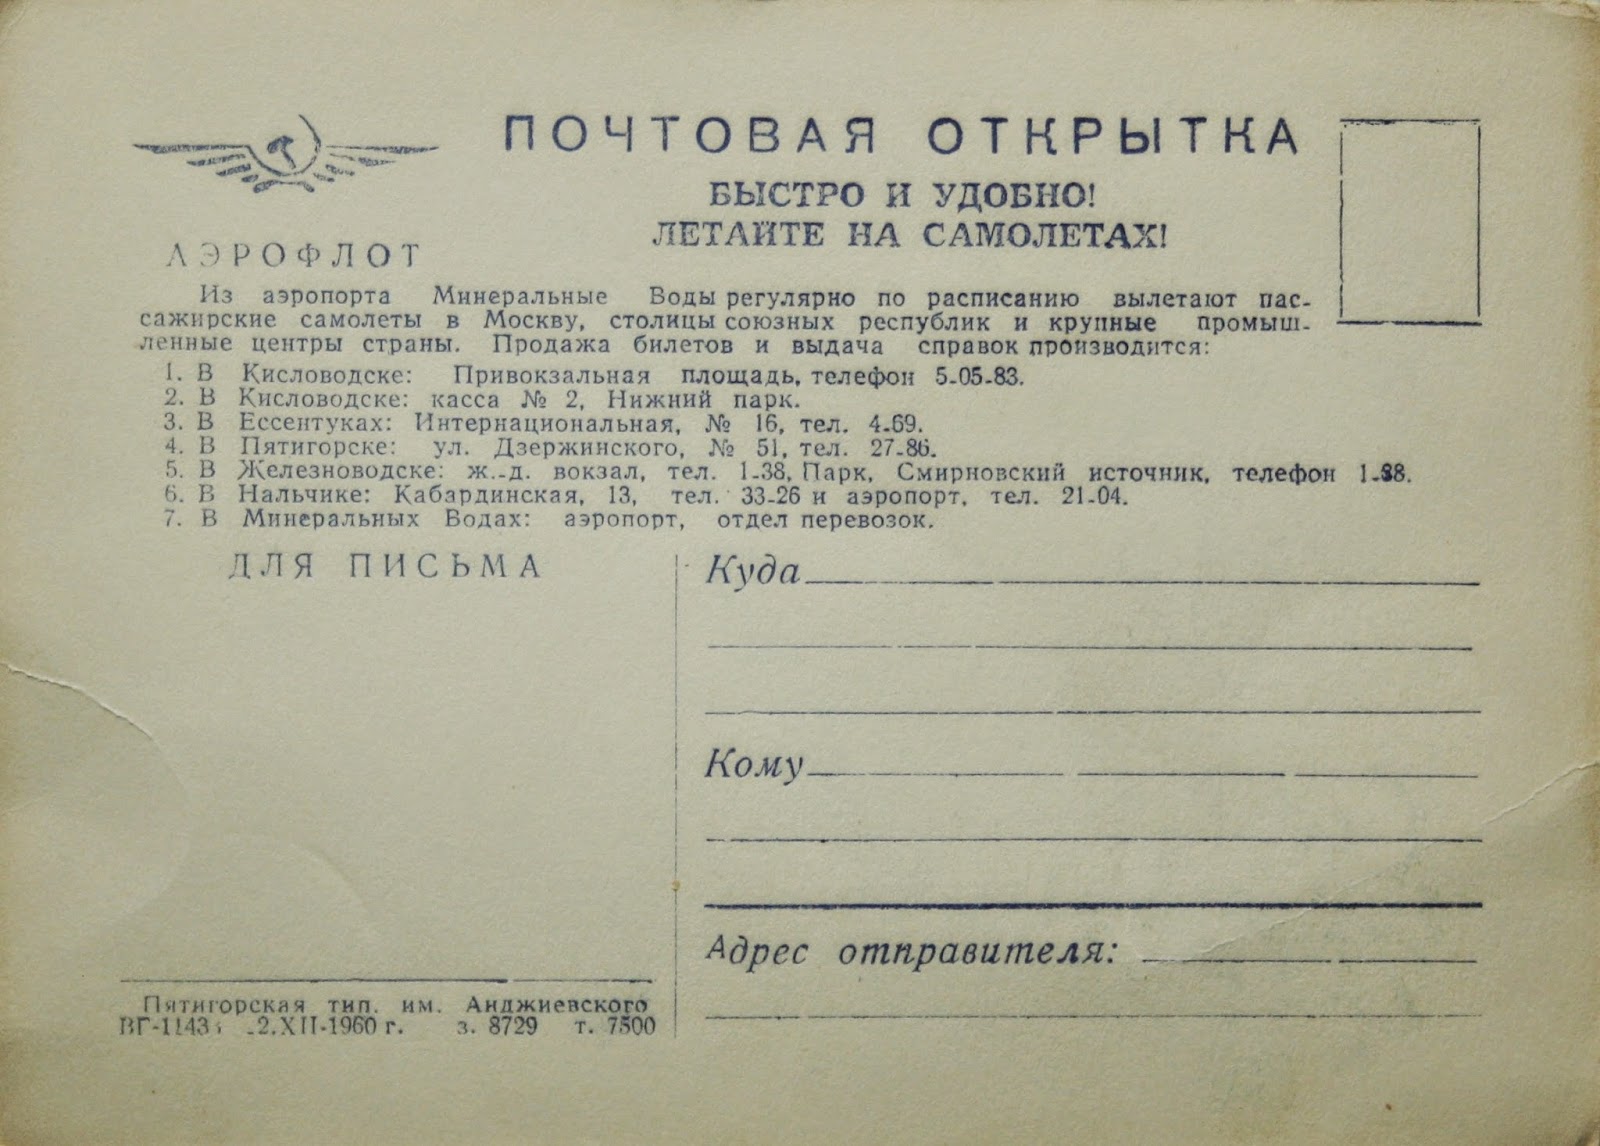 ПОЧТОВАЯ ОТКРЫТКА
БЫСТРО И УДОБНО!
ЛЕТАЙТЕ НА САМОЛЕТАХ!
АЭРОФЛОТ
Из аэропорта Минеральные Воды регулярно по расписанию вылетают пас-
сажирские самолеты в Москву, столицы союзных республик и крупные промыш-
ленные центры страны. Продажа билетов и выдача справок производится:
1. В Кисловодске: Привокзальная площадь, телефон 5-05-83.
2. В Кисловодске: касса № 2, Нижний парк.
3. В Ессентуках: Интернациональная, № 16, тел. 4-69.
4. В Пятигорске: ул. Дзержинского, № 51, тел. 27-86.
5. В Железноводске: ж.-д. вокзал, тел. 1-38, Парк, Смирновский источник, телефон 1-38.
6. В Нальчике: Кабардинская, 13, тел. 33-26 и аэропорт, тел. 21-04.
7. В Минеральных Водах: аэропорт, отдел перевозок.
ДЛЯ ПИСЬМА
Куда
Кому
Адрес отправителя:
Пятигорская тип. им. Анджиевского
2.XII-1960 г. з. 8729 т. 7500